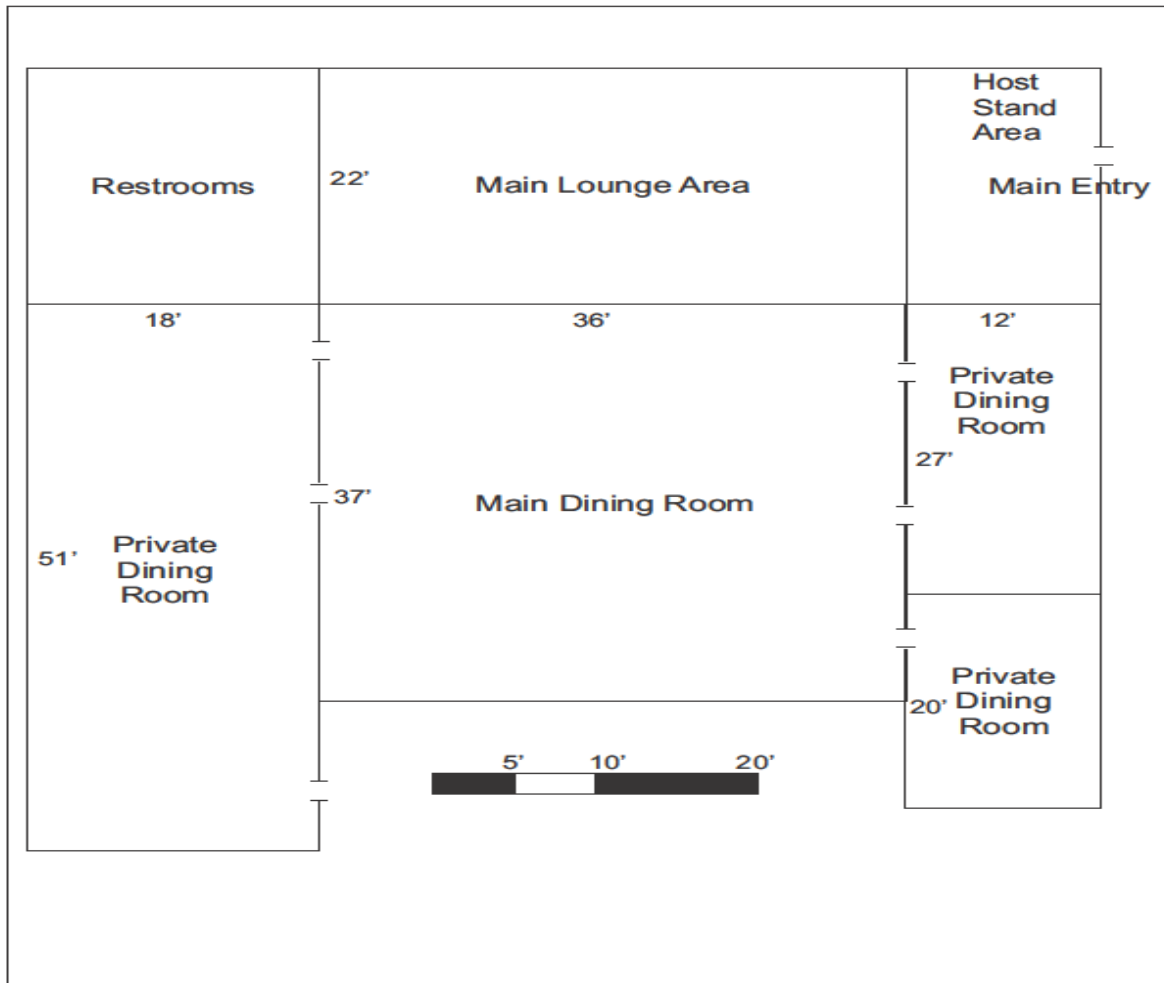 Host
Stand
Area
Restrooms
22’
Main Lounge Area
Main Entry
18’
36’
12’
Private
Dining
Room
27’
37’
Main Dining Room
51’
Private
Dining
Room
Private
Dining
Room
20’
5’
10’
20’